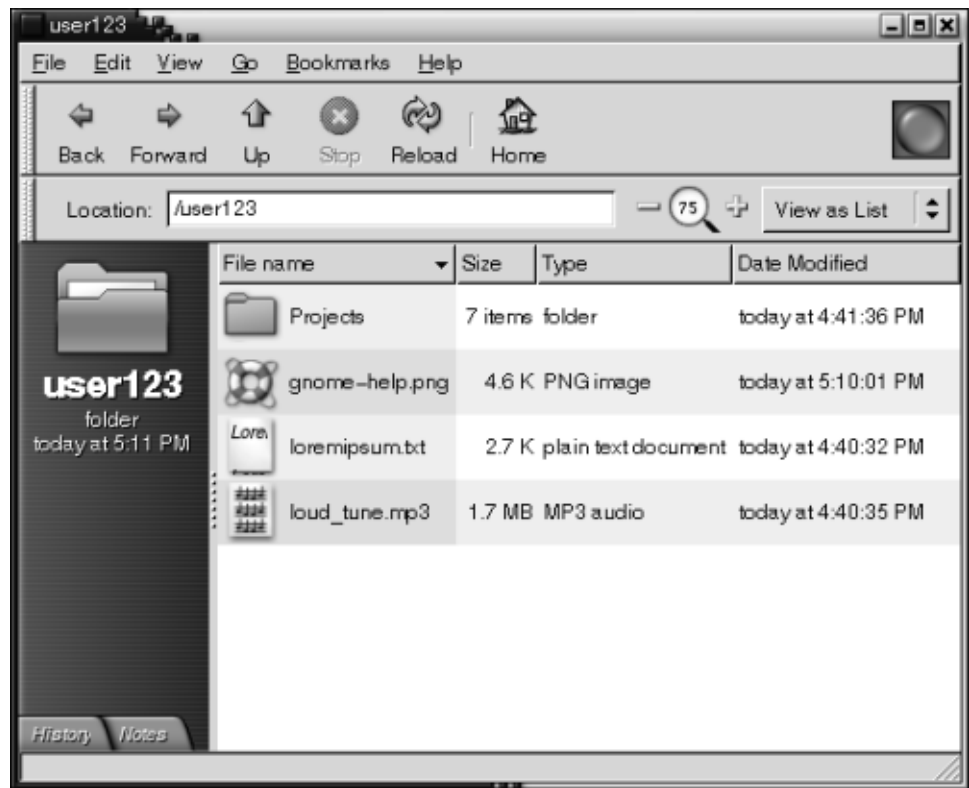 user123
File Edit View Go Bookmarks Help
Back Forward Up Stop Reload Home
Location: /user123 75 View as List
File name Size Type Date Modified
Projects 7 items folder today at 4:41:36 PM
gnome-help.png 4.6 K PNG image today at 5:10:01 PM
Lore
loremipsum.txt 2.7 K plain text document today at 4:40:32 PM
loud_tune.mp3 1.7 MB MP3 audio today at 4:40:35 PM
user123
folder
today at 5:11 PM
History Notes